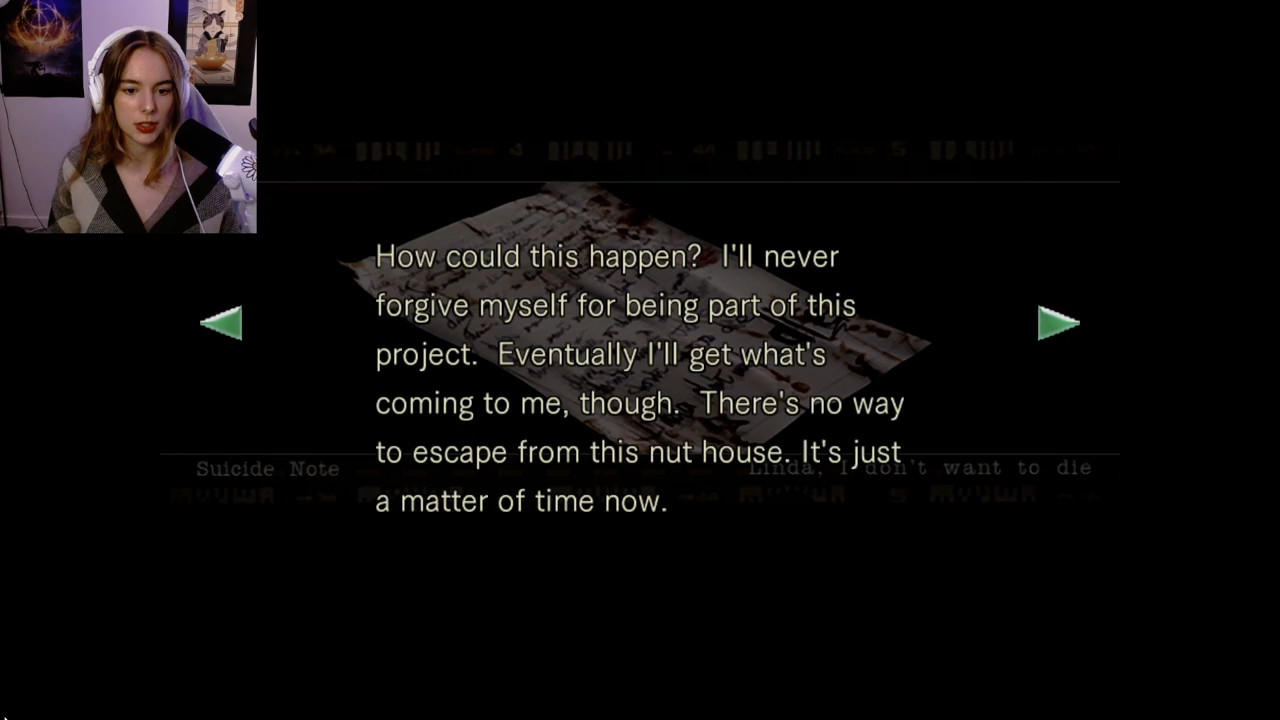 How could this happen?  I'll never
forgive myself for being part of this
project.  Eventually I'll get what's
coming to me, though.  There's no way
to escape from this nut house. It's just
a matter of time now.
Suicide Note
Linda, I don't want to die